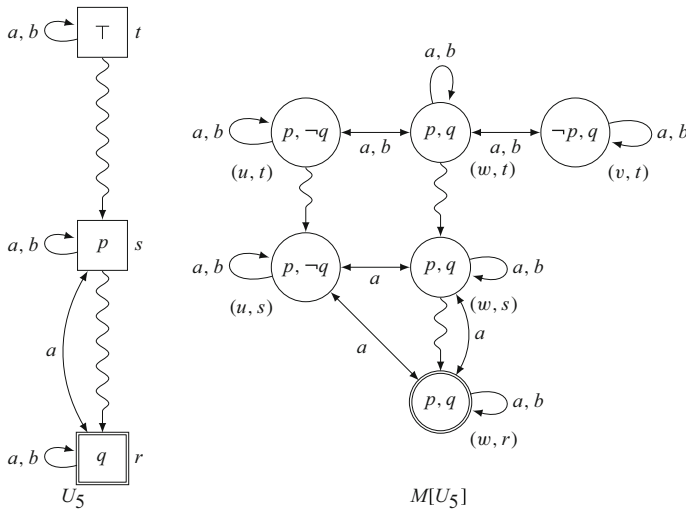 a, b ⊤ t
a, b
a, b p, ¬q p, q ¬p, q a, b
a, b a, b
(u, t) (w, t) (v, t)
a, b p s
a, b p, ¬q p, q a, b
a
(u, s) (w, s)
a a a
p, q a, b
(w, r)
a, b q r
U5 M[U5]